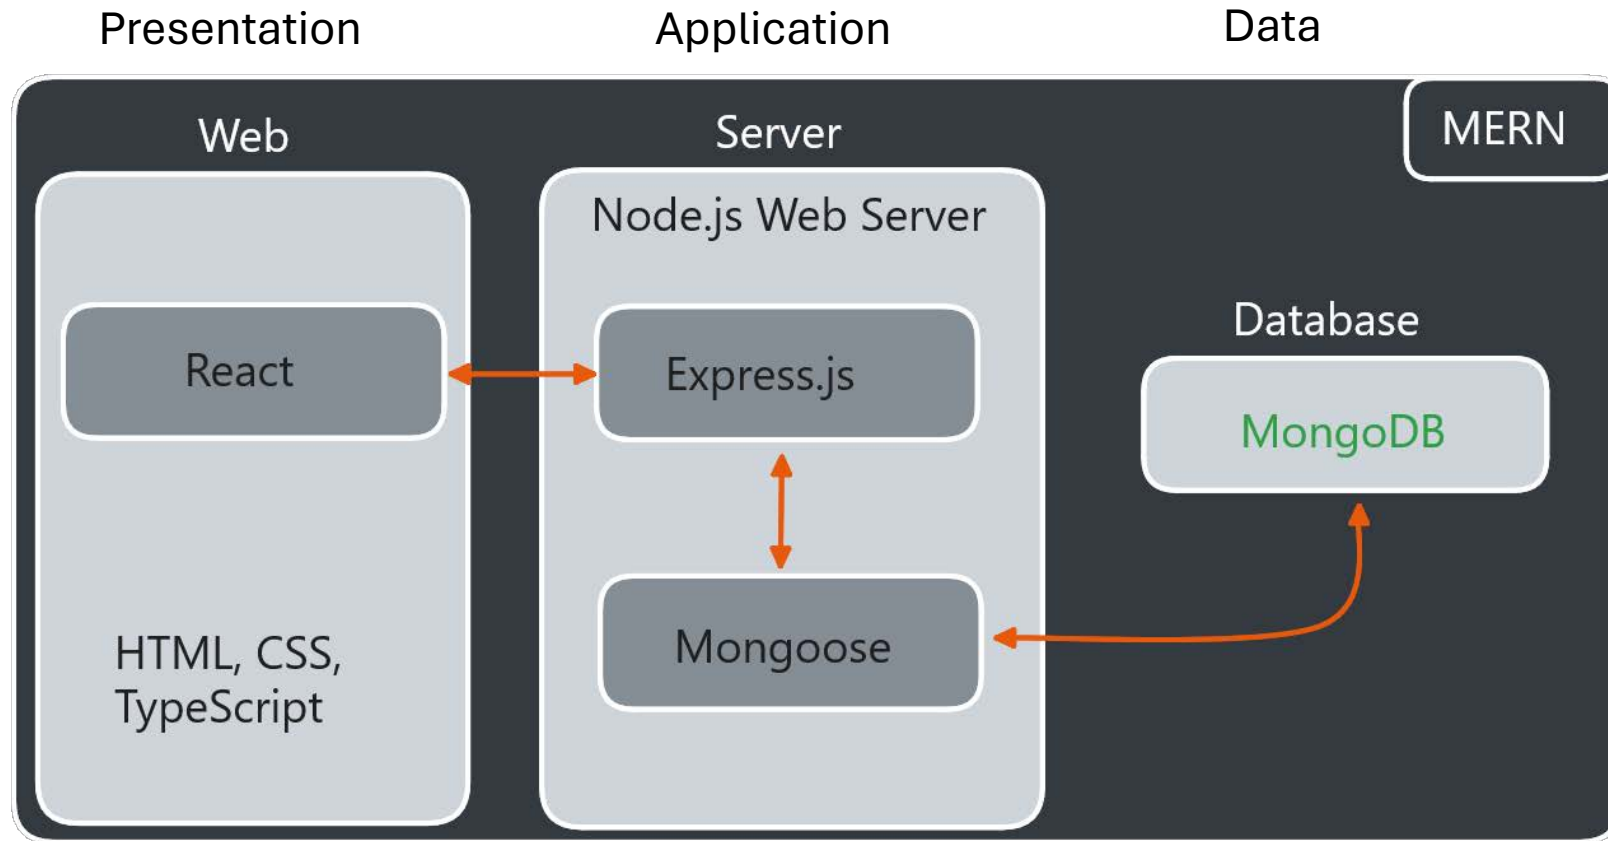 Presentation
Application
Data
MERN
Web
Server
Node.js Web Server
React
Express.js
Database
MongoDB
Mongoose
HTML, CSS,
TypeScript